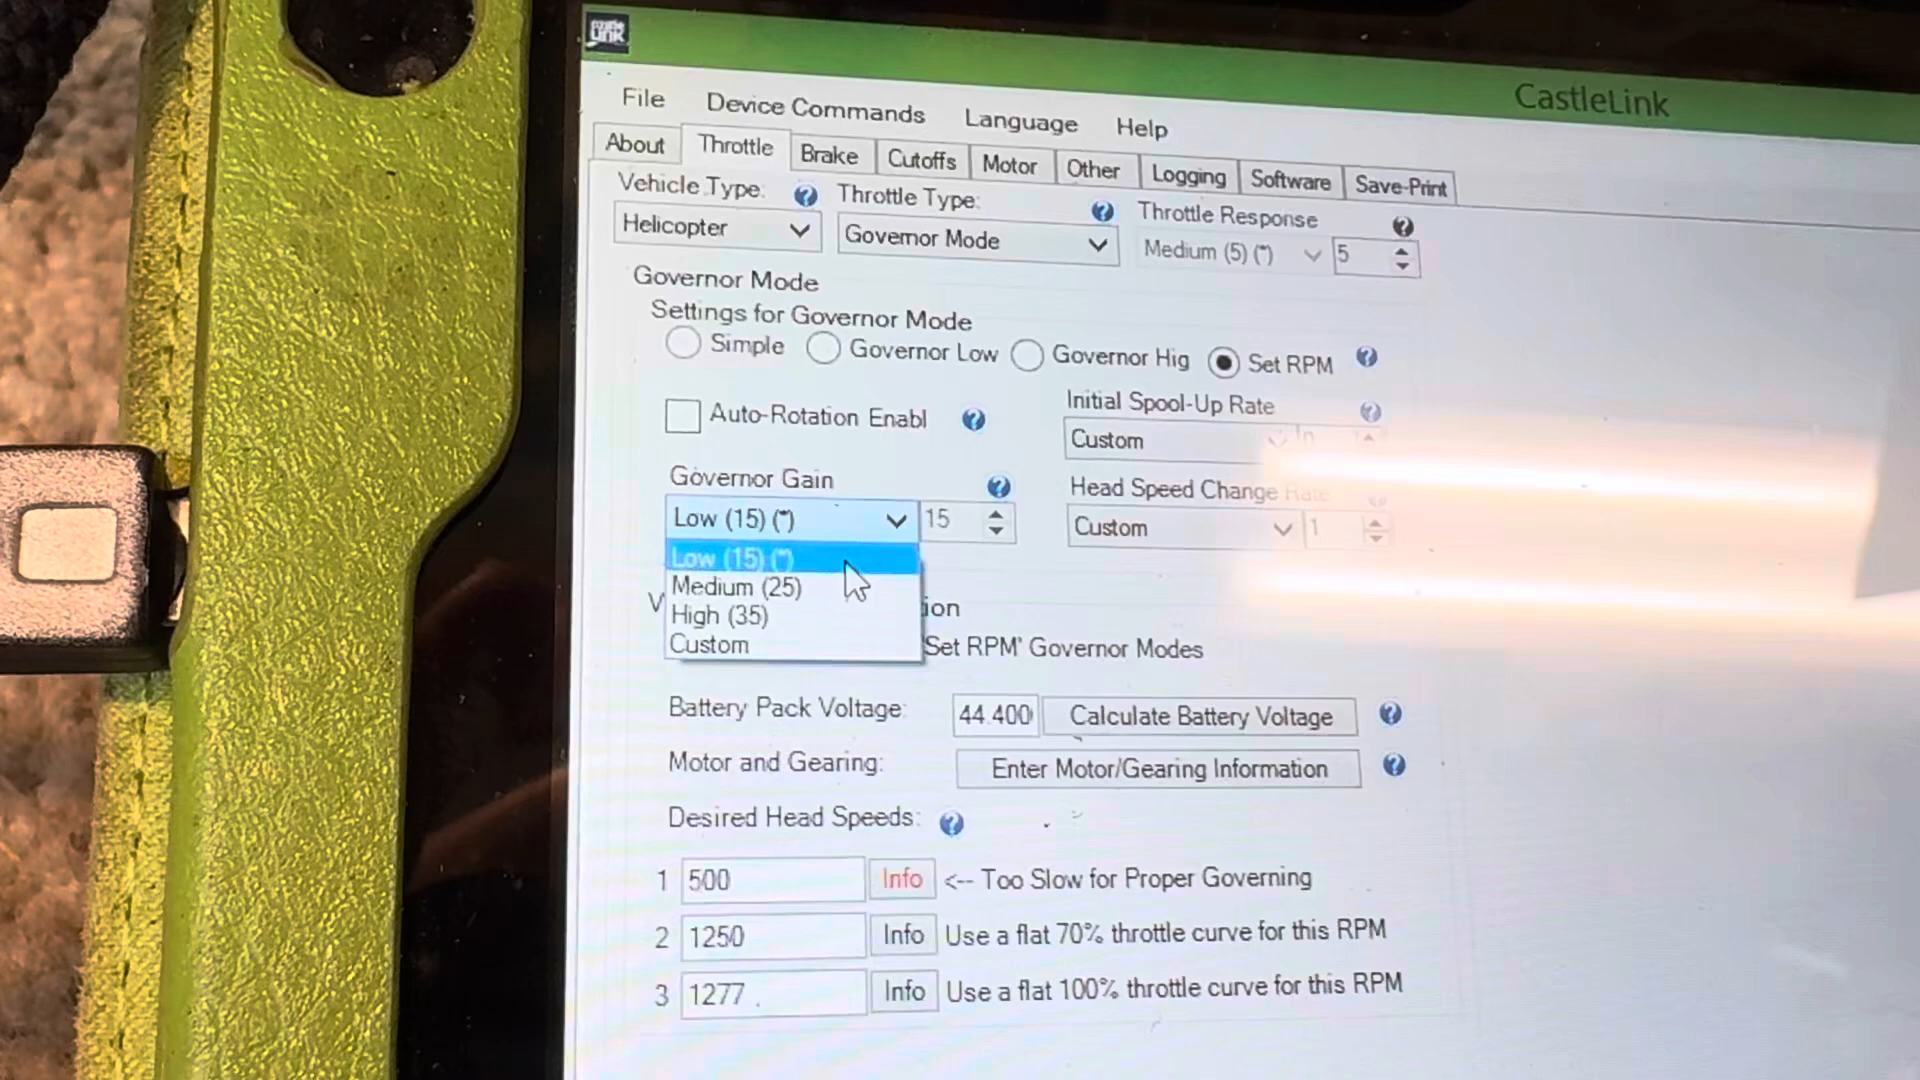 CASTLE LINK
CastleLink
File Device Commands Language Help
About Throttle Brake Cutoffs Motor Other Logging Software Save-Print
Vehicle Type: Throttle Type: Throttle Response
Helicopter Governor Mode Medium (5) (*) 5
Governor Mode
Settings for Governor Mode
Simple Governor Low Governor Hig Set RPM
Auto-Rotation Enabl Initial Spool-Up Rate
Custom
Governor Gain Head Speed Change Rate
Low (15) (*) 15 Custom 1
Low (15) (*)
Medium (25)
High (35)
Custom
V ion
'Set RPM' Governor Modes
Battery Pack Voltage: 44.400 Calculate Battery Voltage
Motor and Gearing: Enter Motor/Gearing Information
Desired Head Speeds:
1 500 Info <-- Too Slow for Proper Governing
2 1250 Info Use a flat 70% throttle curve for this RPM
3 1277 Info Use a flat 100% throttle curve for this RPM